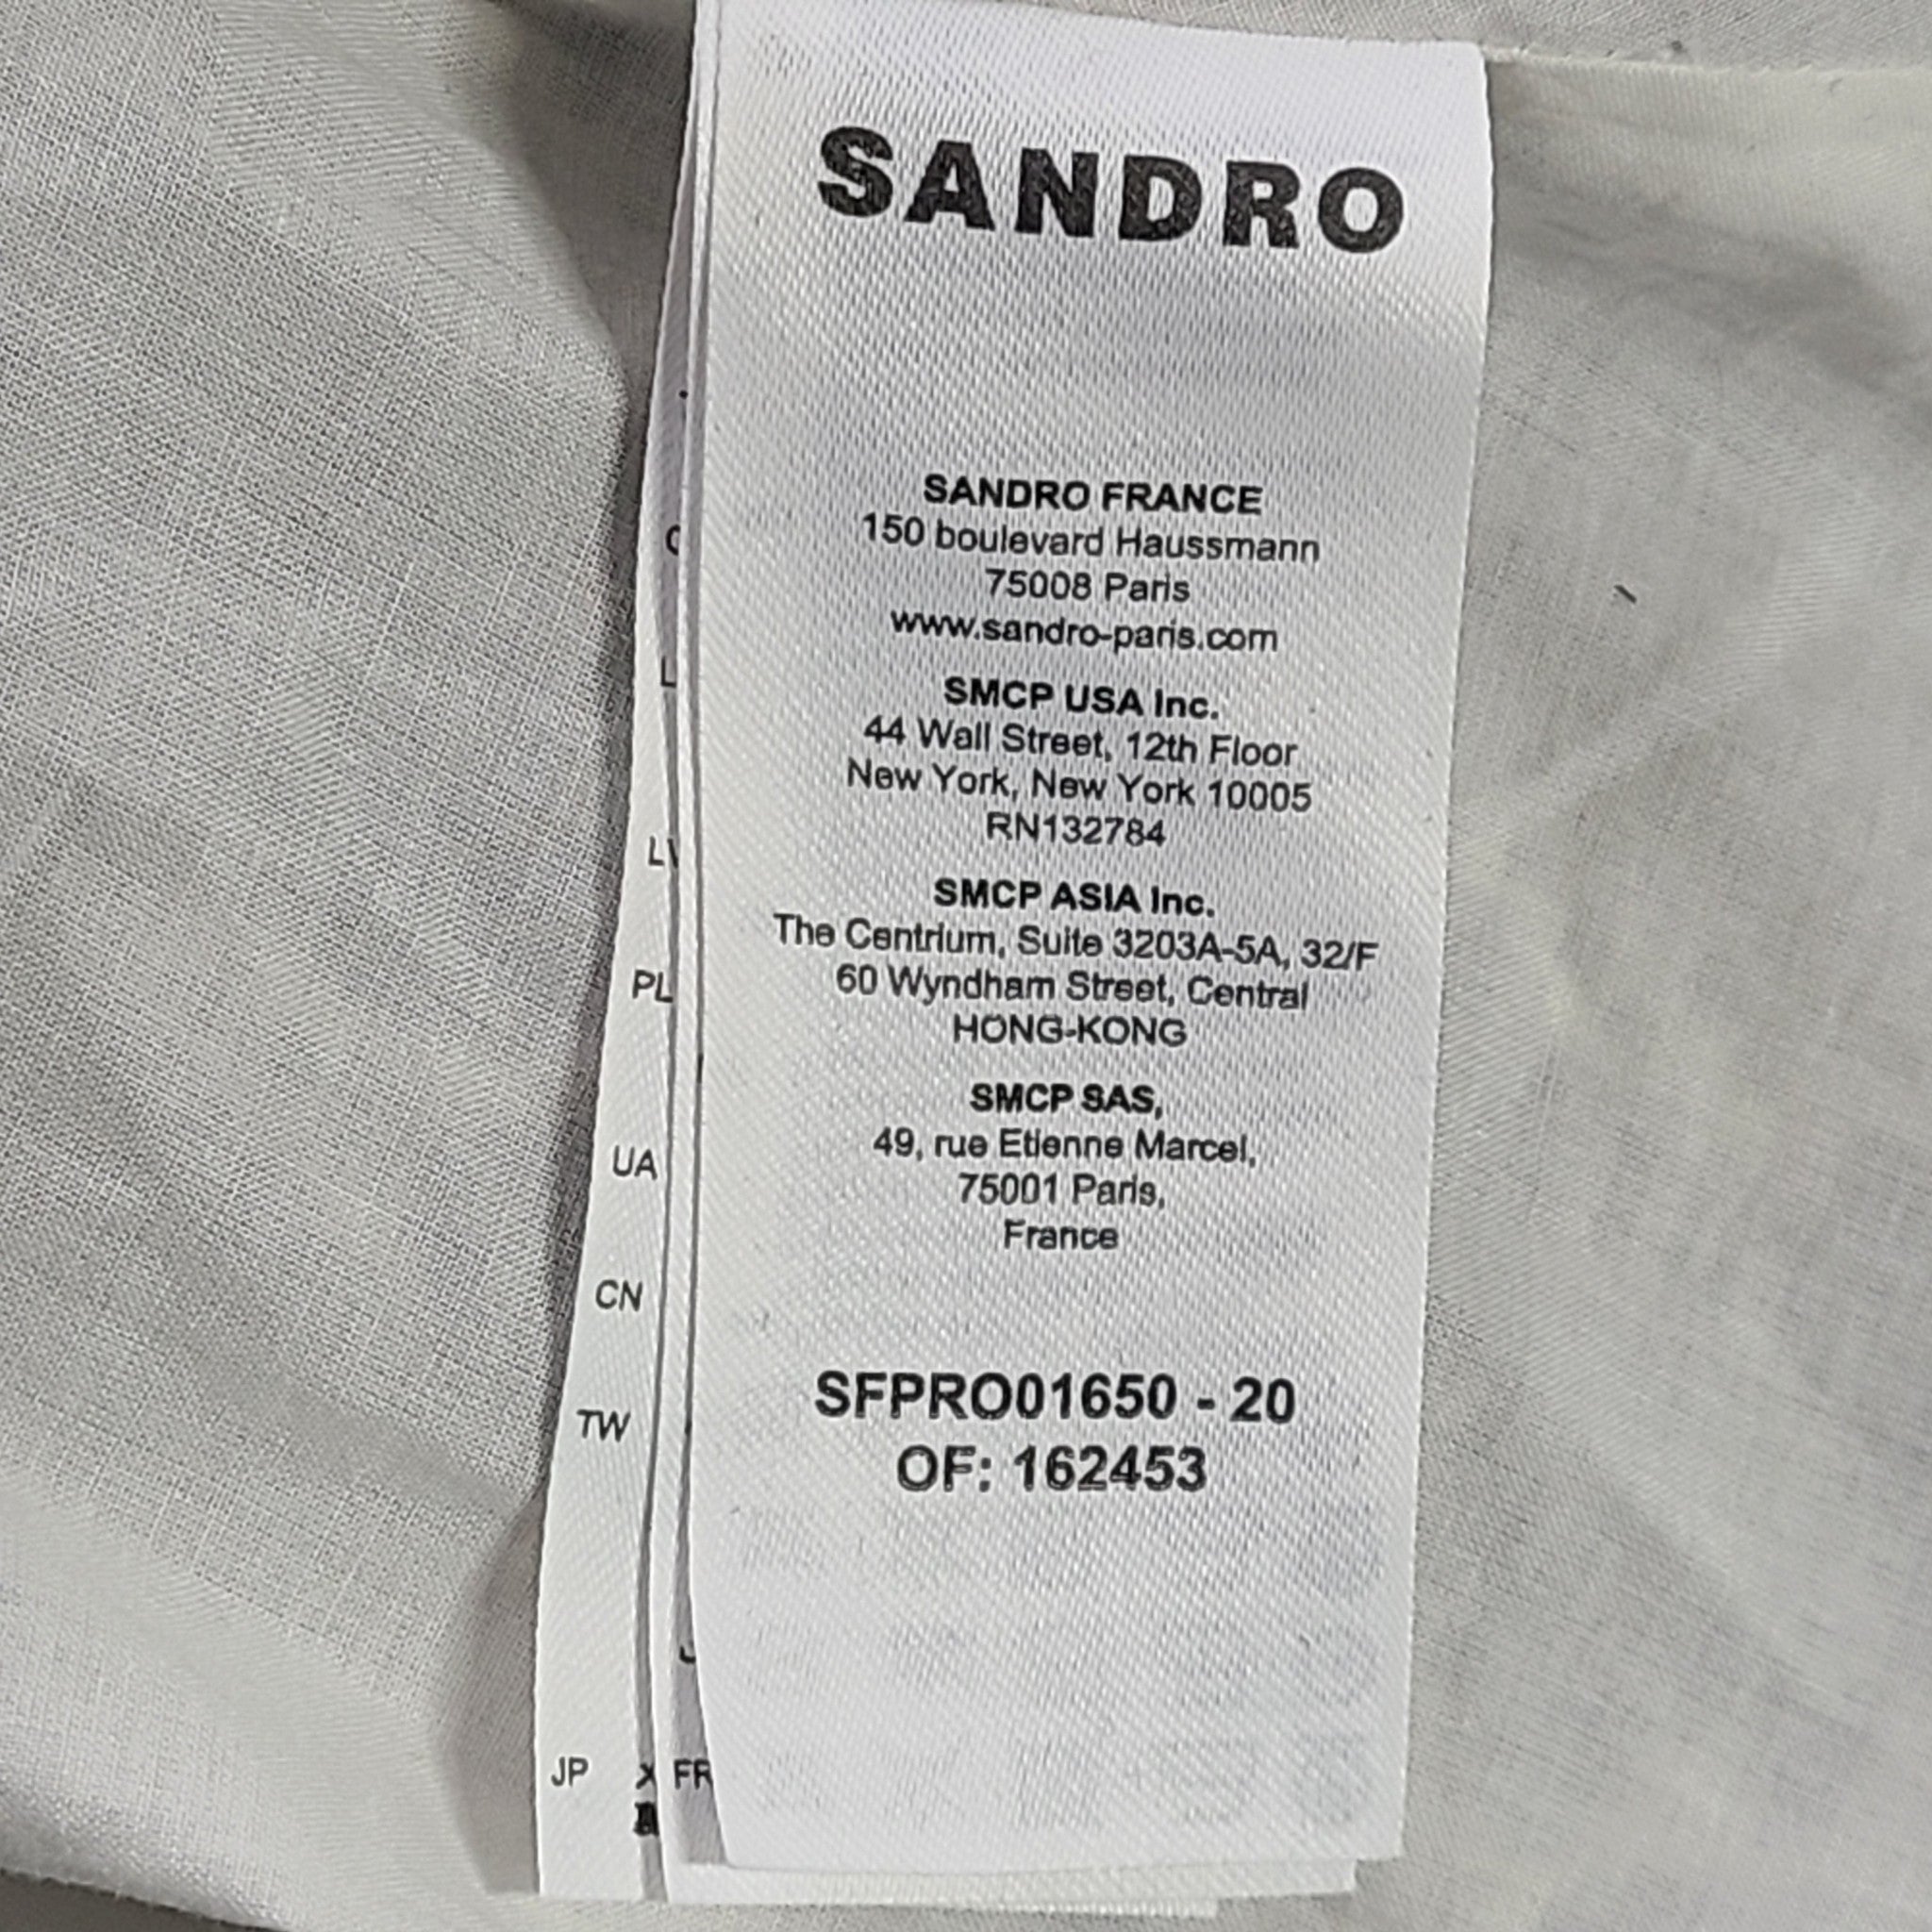 SANDRO
SANDRO FRANCE
150 boulevard Haussmann
75008 Paris
www.sandro-paris.com
SMCP USA Inc.
44 Wall Street, 12th Floor
New York, New York 10005
RN132784
SMCP ASIA Inc.
The Centrium, Suite 3203A-5A, 32/F
60 Wyndham Street, Central
HONG-KONG
SMCP SAS,
49, rue Etienne Marcel,
75001 Paris,
France
SFPRO01650 - 20
OF: 162453
PL
UA
CN
TW
JP
FR